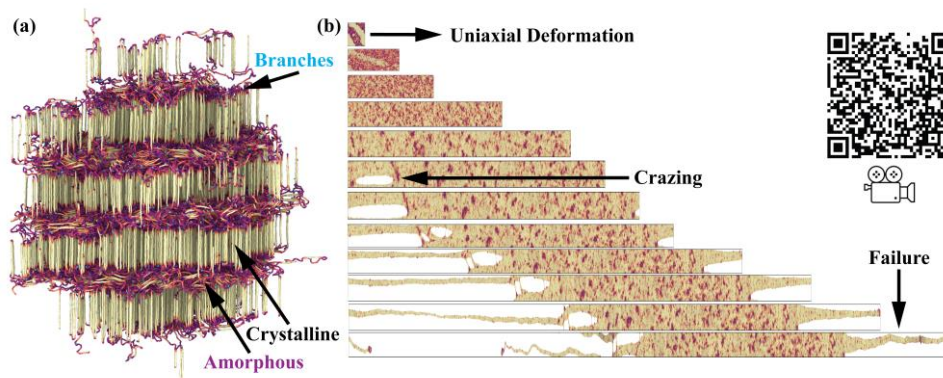 (a)
Branches
Crystalline
Amorphous
(b)
Uniaxial Deformation
Crazing
Failure